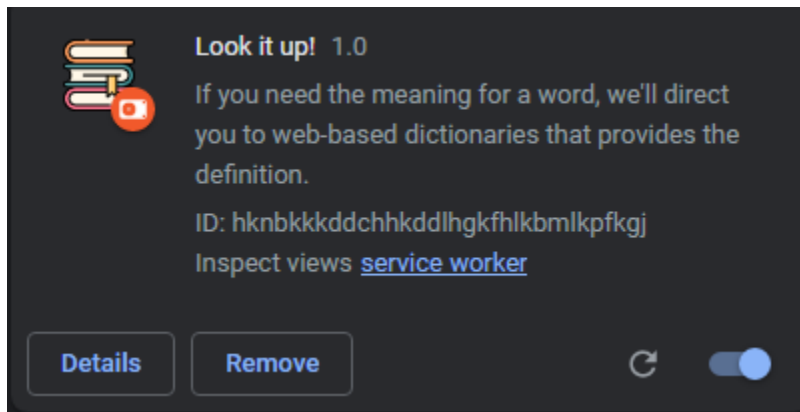 Look it up! 1.0
If you need the meaning for a word, we'll direct
you to web-based dictionaries that provides the
definition.
ID: hknbkkkddchhkddlhgkfhlkbmlkpfkgj
Inspect views service worker
Details Remove